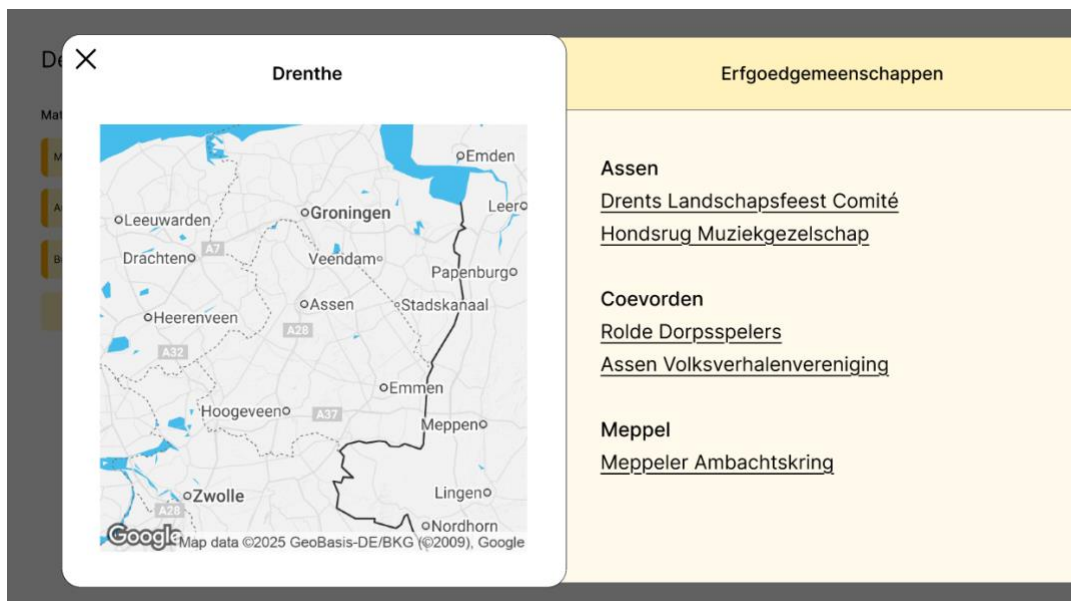 De
Drenthe
Mat
M
A
B
Emden
Leeuwarden
Groningen
Leer
Drachten
A7
Veendam
Papenburg
Assen
Stadskanaal
Heerenveen
A28
A32
Emmen
Hoogeveen
A37
Meppen
Zwolle
Lingen
A28
Nordhorn
Google
Map data ©2025 GeoBasis-DE/BKG (©2009), Google
Erfgoedgemeenschappen
Assen
Drents Landschapsfeest Comité
Hondsrug Muziekgezelschap
Coevorden
Rolde Dorpsspelers
Assen Volksverhalenvereniging
Meppel
Meppeler Ambachtskring